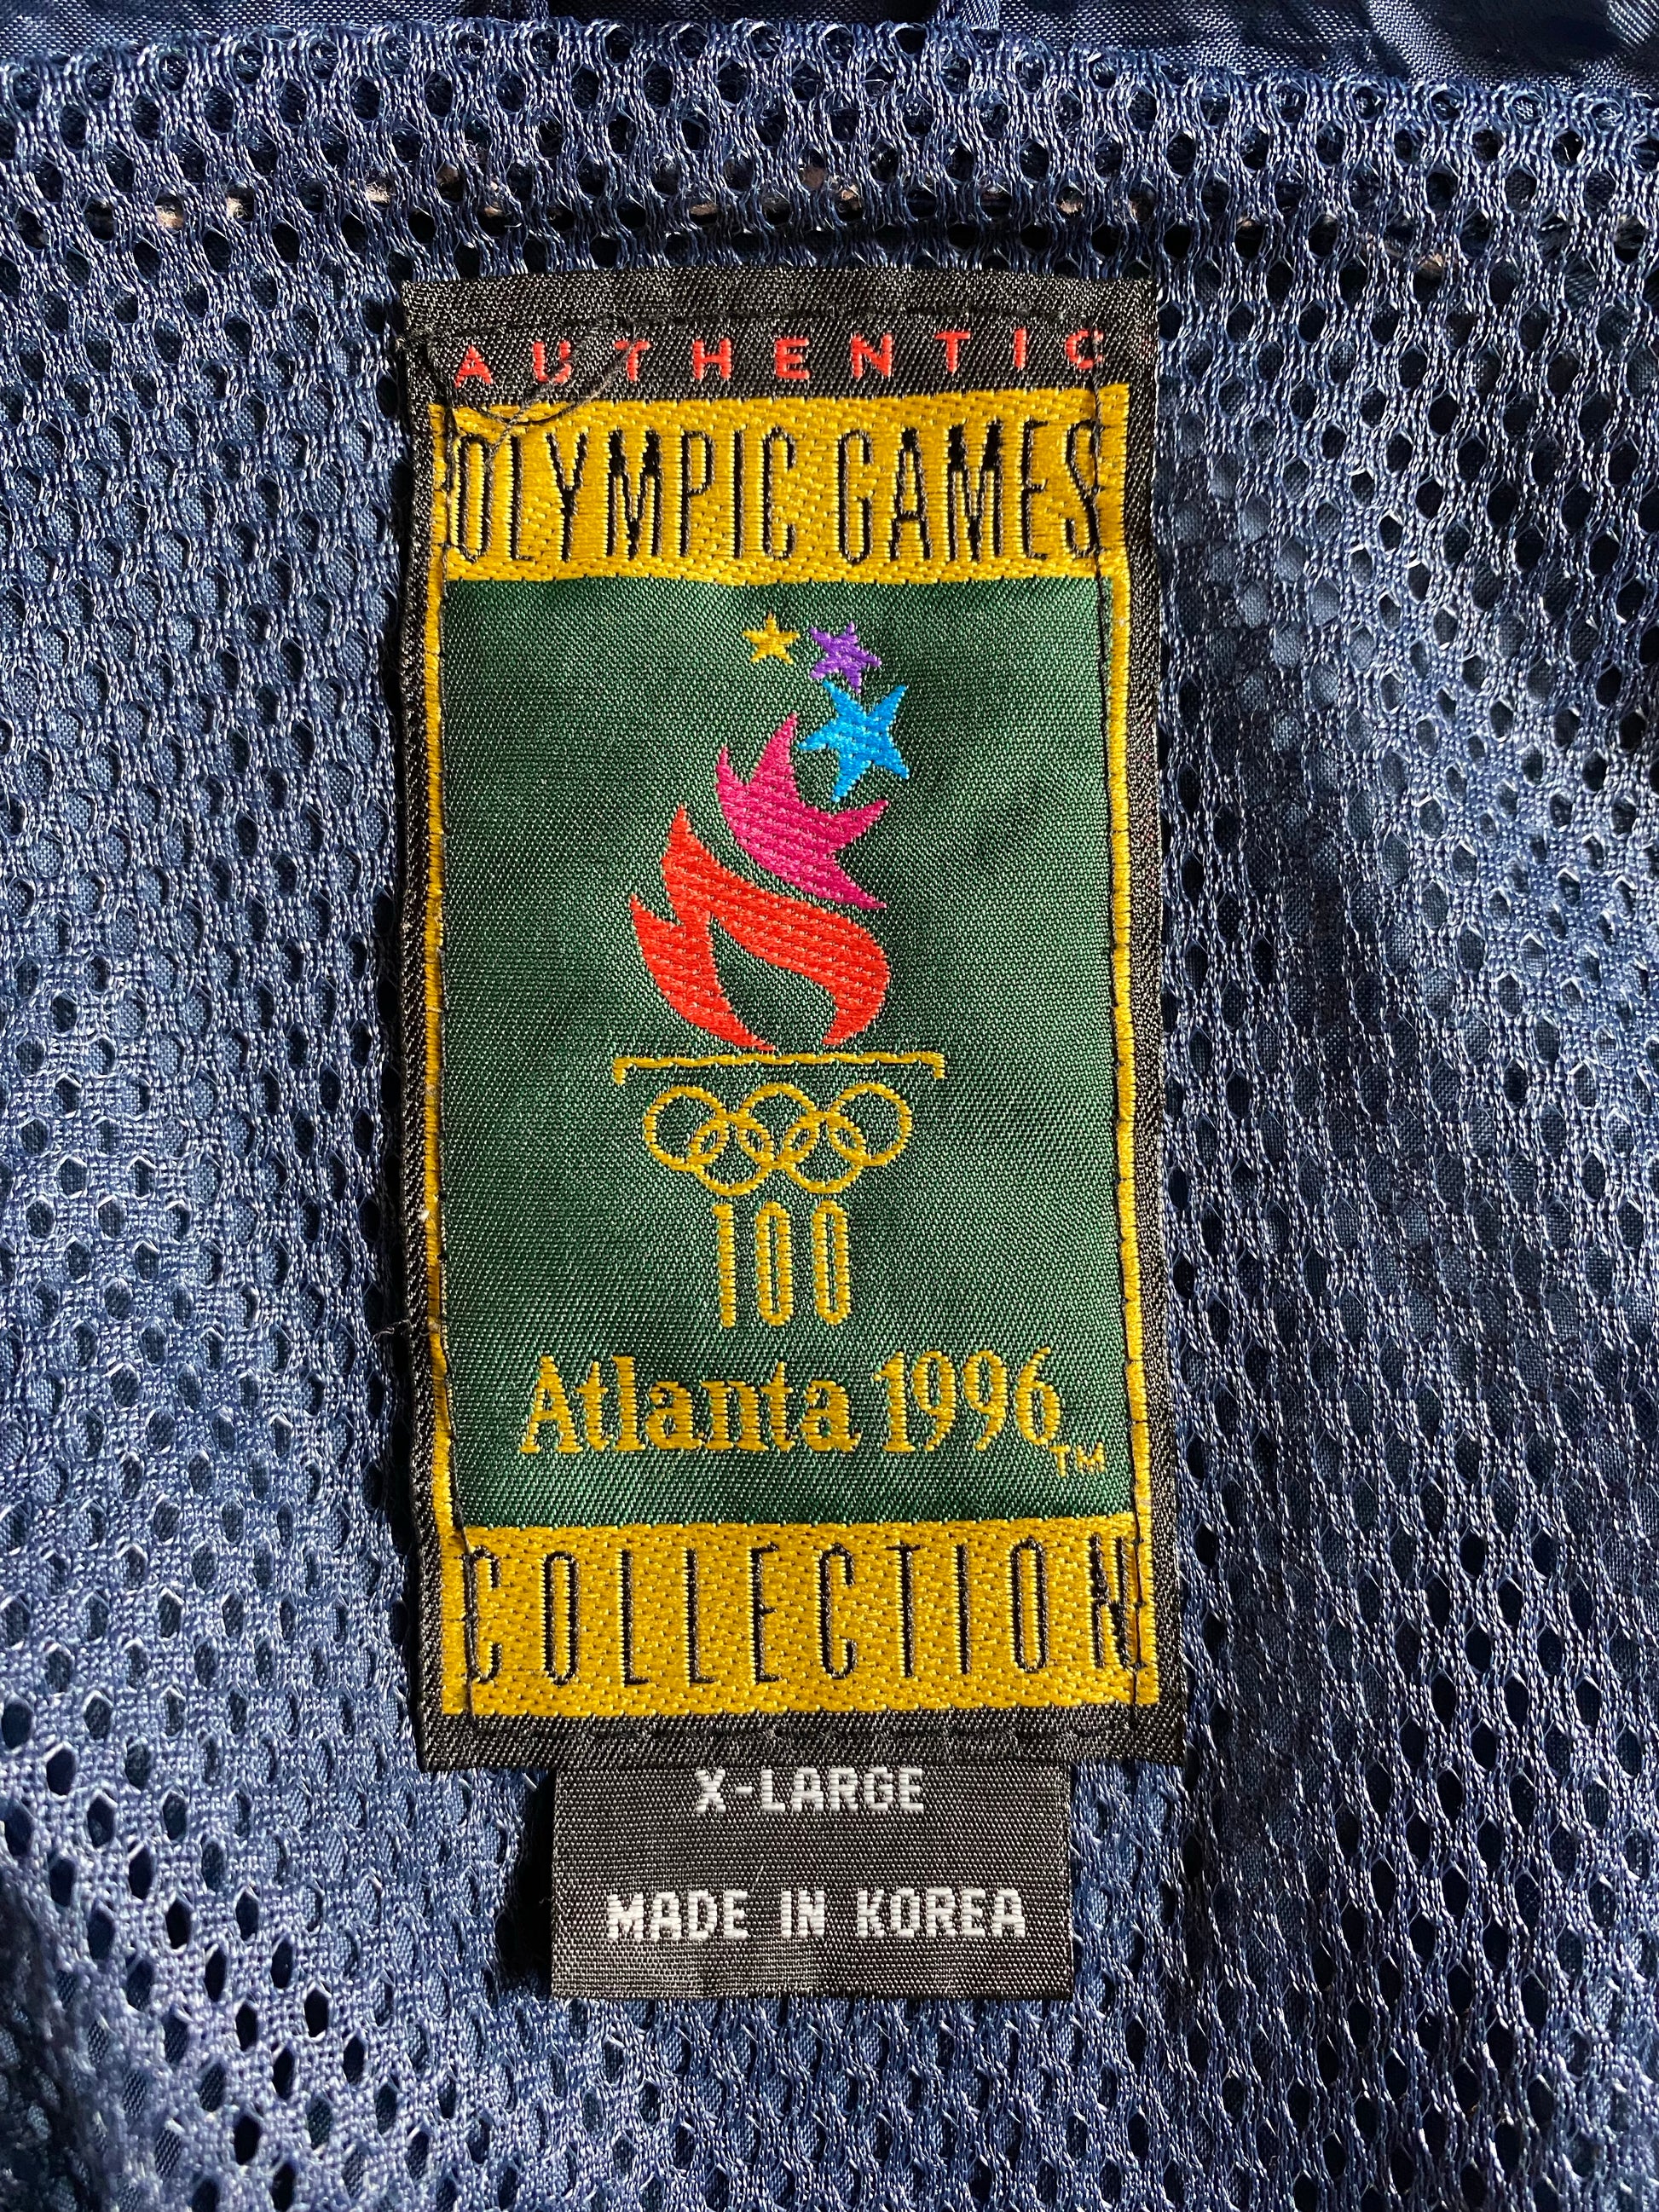 AUTHENTIC
OLYMPIC GAMES
100
Atlanta 1996 TM
COLLECTION
X-LARGE
MADE IN KOREA